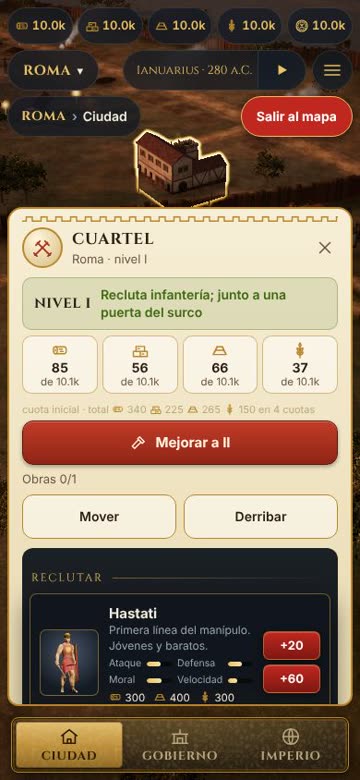 10.0k 10.0k 10.0k 10.0k 10.0k
ROMA ▾ IANUARIUS · 280 A.C.
ROMA › Ciudad Salir al mapa
CUARTEL
Roma · nivel I
NIVEL I Recluta infantería; junto a una
puerta del surco
85 56 66 37
de 10.1k de 10.1k de 10.1k de 10.1k
cuota inicial · total 340 225 265 150 en 4 cuotas
Mejorar a II
Obras 0/1
Mover Derribar
RECLUTAR
Hastati
Primera línea del manípulo.
Jóvenes y baratos.
+20
Ataque Defensa
Moral Velocidad
+60
300 400 300
CIUDAD GOBIERNO IMPERIO